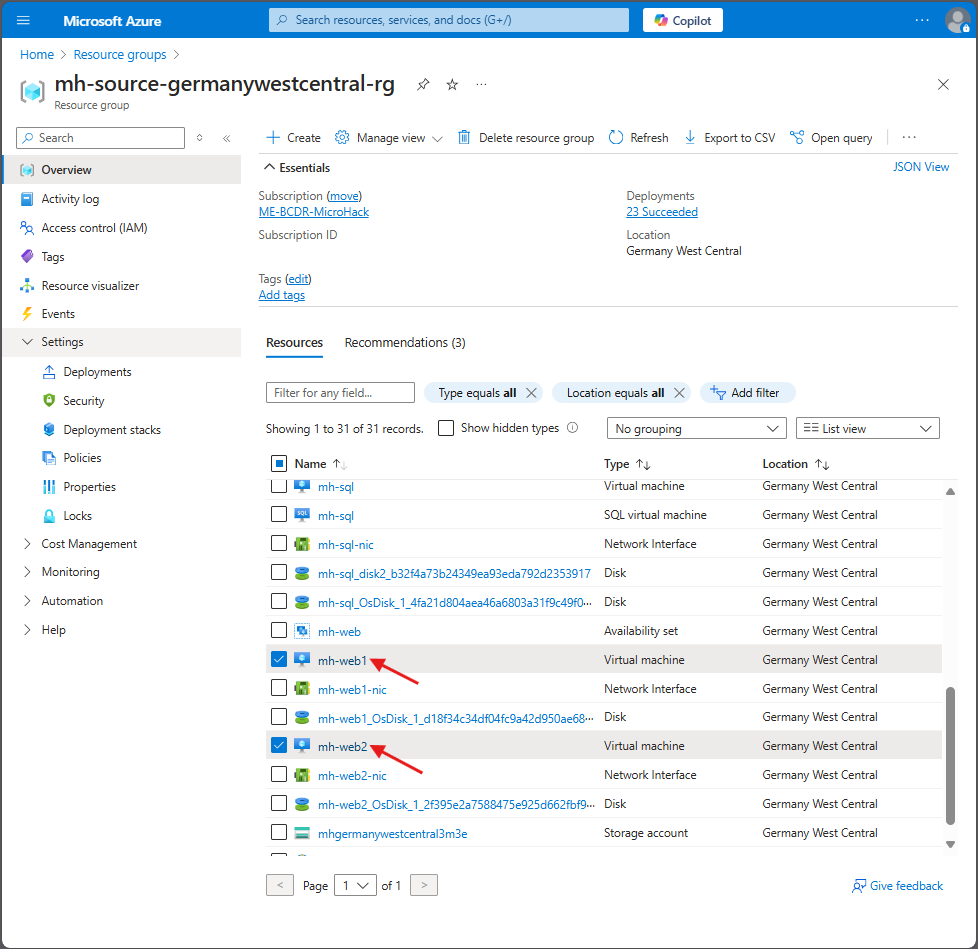 Microsoft Azure
Search resources, services, and docs (G+/)
Copilot
Home > Resource groups >
mh-source-germanywestcentral-rg
Resource group
Search
Overview
Activity log
Access control (IAM)
Tags
Resource visualizer
Events
Settings
Deployments
Security
Deployment stacks
Policies
Properties
Locks
Cost Management
Monitoring
Automation
Help
Create Manage view Delete resource group Refresh Export to CSV Open query
Essentials JSON View
Subscription (move)
ME-BCDR-MicroHack
Subscription ID
Deployments
23 Succeeded
Location
Germany West Central
Tags (edit)
Add tags
Resources Recommendations (3)
Filter for any field... Type equals all Location equals all Add filter
Showing 1 to 31 of 31 records. Show hidden types No grouping List view
Name Type Location
mh-sql Virtual machine Germany West Central
SQL mh-sql SQL virtual machine Germany West Central
mh-sql-nic Network Interface Germany West Central
mh-sql_disk2_b32f4a73b24349ea93eda792d2353917 Disk Germany West Central
mh-sql_OsDisk_1_4fa21d804aea46a6803a31f9c49f0··· Disk Germany West Central
mh-web Availability set Germany West Central
mh-web1 Virtual machine Germany West Central
mh-web1-nic Network Interface Germany West Central
mh-web1_OsDisk_1_d18f34c34df04fc9a42d950ae68··· Disk Germany West Central
mh-web2 Virtual machine Germany West Central
mh-web2-nic Network Interface Germany West Central
mh-web2_OsDisk_1_2f395e2a7588475e925d662fbf9··· Disk Germany West Central
mhgermanywestcentral3m3e Storage account Germany West Central
< Page 1 of 1 > Give feedback